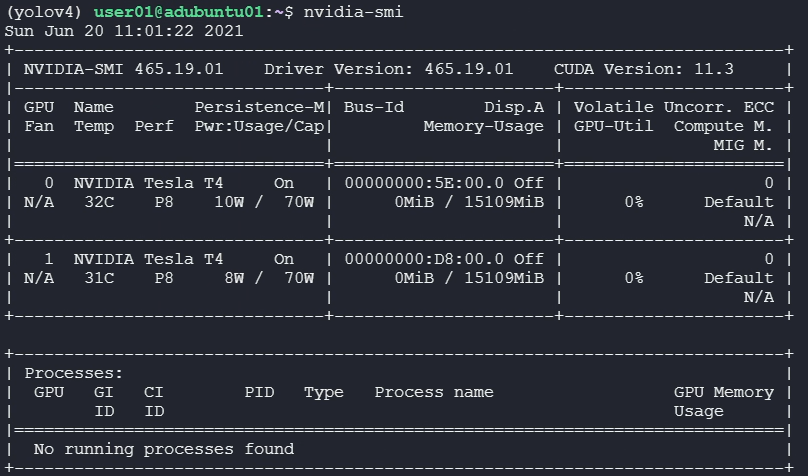 (yolov4) user01@adubuntu01:~$ nvidia-smi
Sun Jun 20 11:01:22 2021
+-----------------------------------------------------------------------------+
| NVIDIA-SMI 465.19.01    Driver Version: 465.19.01    CUDA Version: 11.3     |
|-------------------------------+----------------------+----------------------+
| GPU  Name        Persistence-M| Bus-Id        Disp.A | Volatile Uncorr. ECC |
| Fan  Temp  Perf  Pwr:Usage/Cap|         Memory-Usage | GPU-Util  Compute M. |
|                               |                      |               MIG M. |
|===============================+======================+======================|
|   0  NVIDIA Tesla T4     On   | 00000000:5E:00.0 Off |                    0 |
| N/A   32C    P8    10W /  70W |      0MiB / 15109MiB |      0%      Default |
|                               |                      |                  N/A |
+-------------------------------+----------------------+----------------------+
|   1  NVIDIA Tesla T4     On   | 00000000:D8:00.0 Off |                    0 |
| N/A   31C    P8     8W /  70W |      0MiB / 15109MiB |      0%      Default |
|                               |                      |                  N/A |
+-------------------------------+----------------------+----------------------+

+-----------------------------------------------------------------------------+
| Processes:                                                                  |
|  GPU   GI   CI        PID   Type   Process name                  GPU Memory |
|        ID   ID                                                   Usage      |
|=============================================================================|
|  No running processes found                                                 |
+-----------------------------------------------------------------------------+